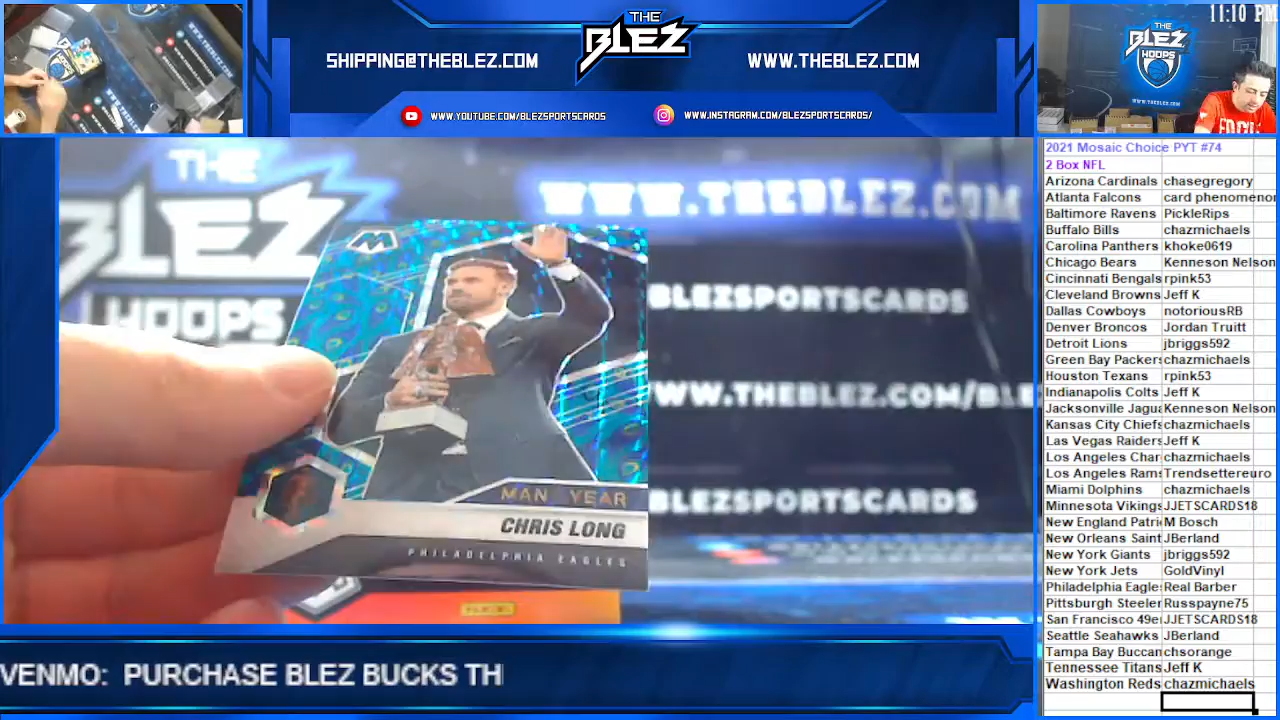 THE
BLEZ
SHIPPING@THEBLEZ.COM
WWW.THEBLEZ.COM
WWW.YOUTUBE.COM/BLEZSPORTSCARDS
WWW.INSTAGRAM.COM/BLEZSPORTSCARDS/
11:10 PM
THE
BLEZ
HOOPS
WWW.THEBLEZ.COM
THE
BLEZ
HOOPS
WWW.THEBLEZ.COM
BLEZSPORTSCARDS
WWW.THEBLEZ.COM/BLE
BLEZSPORTSCARDS
MAN YEAR
CHRIS LONG
PHILADELPHIA EAGLES
PANINI
VENMO: PURCHASE BLEZ BUCKS TH
2021 Mosaic Choice PYT #74
2 Box NFL
Arizona Cardinals chasegregory
Atlanta Falcons card phenomenon
Baltimore Ravens PickleRips
Buffalo Bills chazmichaels
Carolina Panthers khoke0619
Chicago Bears Kenneson Nelson
Cincinnati Bengals rpink53
Cleveland Browns Jeff K
Dallas Cowboys notoriousRB
Denver Broncos Jordan Truitt
Detroit Lions jbriggs592
Green Bay Packers chazmichaels
Houston Texans rpink53
Indianapolis Colts Jeff K
Jacksonville Jagua Kenneson Nelson
Kansas City Chiefs chazmichaels
Las Vegas Raiders Jeff K
Los Angeles Char chazmichaels
Los Angeles Rams Trendsettereuro
Miami Dolphins chazmichaels
Minnesota Vikings JJETSCARDS18
New England Patri M Bosch
New Orleans Saint JBerland
New York Giants jbriggs592
New York Jets GoldVinyl
Philadelphia Eagle Real Barber
Pittsburgh Steeler Russpayne75
San Francisco 49e JJETSCARDS18
Seattle Seahawks JBerland
Tampa Bay Buccan chsorange
Tennessee Titans Jeff K
Washington Reds chazmichaels